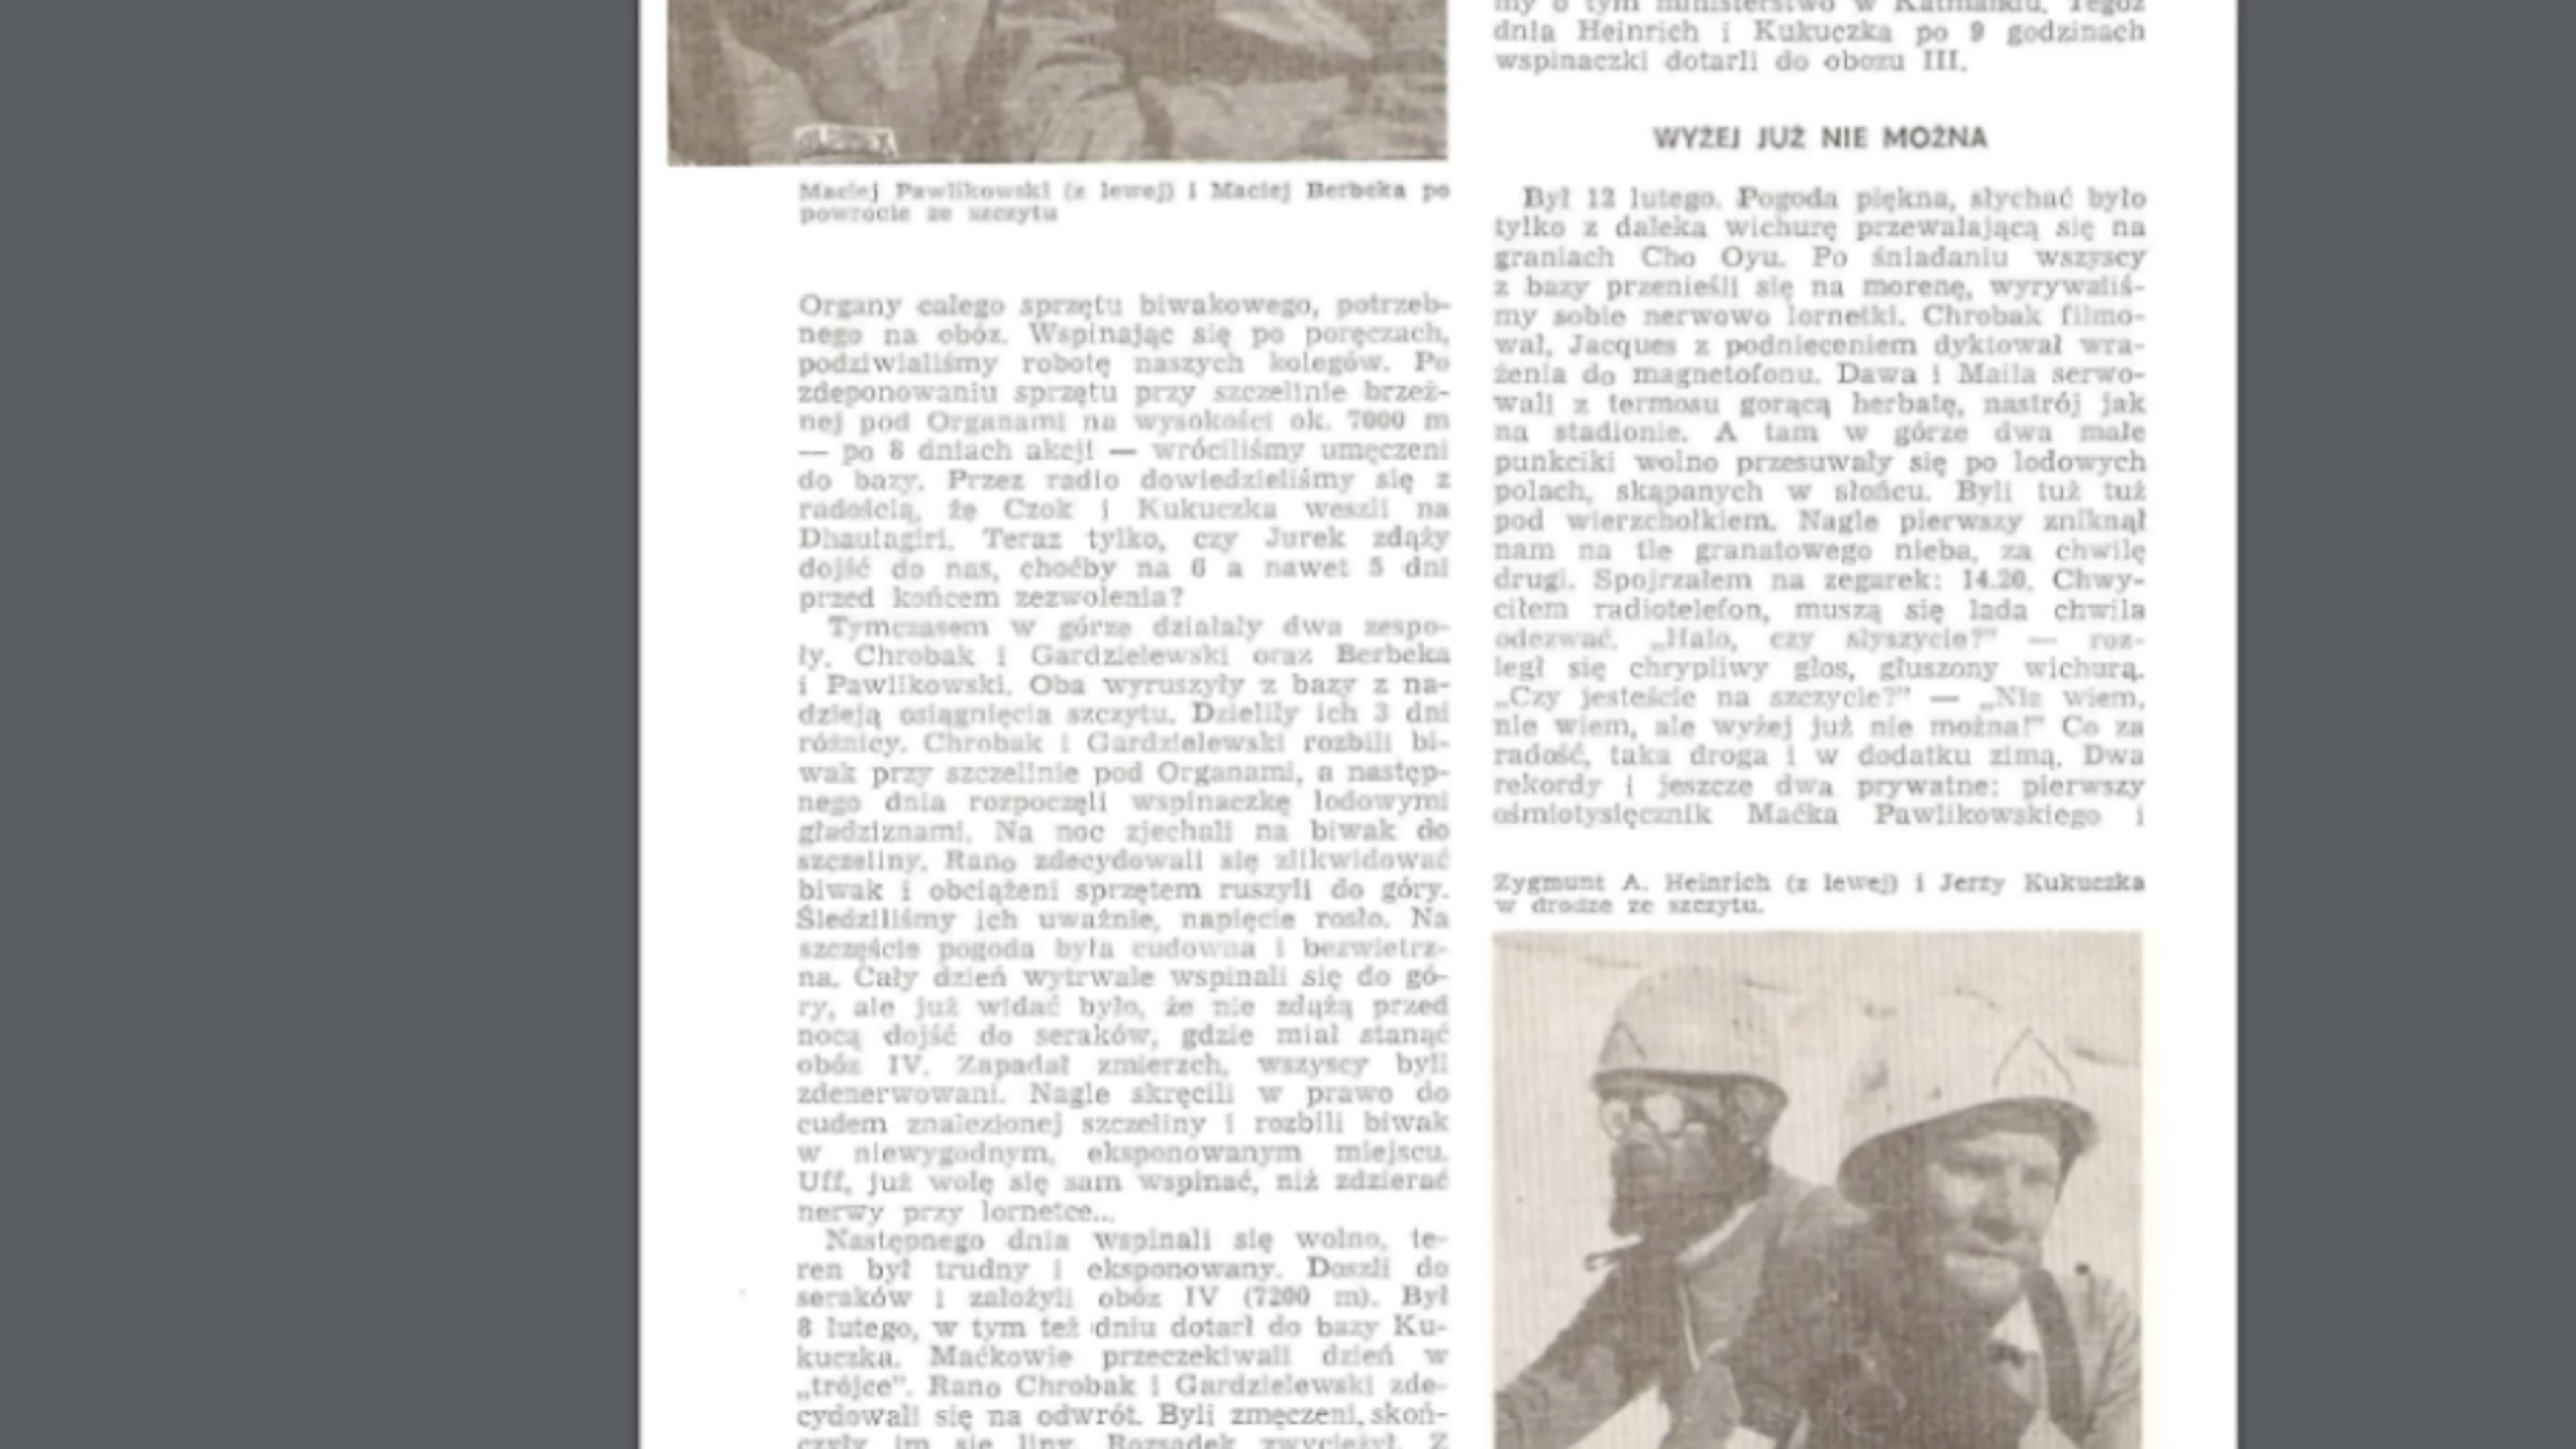 Maciej Pawlikowski (z lewej) i Maciej Berbeka po
powrocie ze szczytu
Organy całego sprzętu biwakowego, potrzeb-
nego na obóz. Wspinając się po poręczach,
podziwialiśmy robotę naszych kolegów. Po
zdeponowaniu sprzętu przy szczelinie brzeż-
nej pod Organami na wysokości ok. 7000 m
— po 8 dniach akcji — wróciliśmy umęczeni
do bazy. Przez radio dowiedzieliśmy się z
radością, że Czok i Kukuczka weszli na
Dhaulagiri. Teraz tylko, czy Jurek zdąży
dojść do nas, choćby na 6 a nawet 5 dni
przed końcem zezwolenia?
Tymczasem w górze działały dwa zespo-
ły. Chrobak i Gardzielewski oraz Berbeka
i Pawlikowski. Oba wyruszyły z bazy z na-
dzieją osiągnięcia szczytu. Dzieliły ich 3 dni
różnicy. Chrobak i Gardzielewski rozbili bi-
wak przy szczelinie pod Organami, a następ-
nego dnia rozpoczęli wspinaczkę lodowymi
gładziznami. Na noc zjechali na biwak do
szczeliny. Rano zdecydowali się zlikwidować
biwak i obciążeni sprzętem ruszyli do góry.
Śledziliśmy ich uważnie, napięcie rosło. Na
szczęście pogoda była cudowna i bezwietrz-
na. Cały dzień wytrwale wspinali się do gó-
ry, ale już widać było, że nie zdążą przed
nocą dojść do seraków, gdzie miał stanąć
obóz IV. Zapadał zmierzch, wszyscy byli
zdenerwowani. Nagle skręcili w prawo do
cudem znalezionej szczeliny i rozbili biwak
w niewygodnym, eksponowanym miejscu.
Uff, już wolę się sam wspinać, niż zdzierać
nerwy przy lornetce...
Następnego dnia wspinali się wolno, te-
ren był trudny i eksponowany. Doszli do
seraków i założyli obóz IV (7200 m). Był
8 lutego, w tym też dniu dotarł do bazy Ku-
kuczka. Maćkowie przeczekiwali dzień w
„trójce”. Rano Chrobak i Gardzielewski zde-
cydowali się na odwrót. Byli zmęczeni, skoń-
czyły im się liny. Rozsądek zwyciężył. Z
my o tym ministerstwo w Katmandu. Tegoż
dnia Heinrich i Kukuczka po 9 godzinach
wspinaczki dotarli do obozu III.
WYŻEJ JUŻ NIE MOŻNA
Był 12 lutego. Pogoda piękna, słychać było
tylko z daleka wichurę przewalającą się na
graniach Cho Oyu. Po śniadaniu wszyscy
z bazy przenieśli się na morenę, wyrywaliś-
my sobie nerwowo lornetki. Chrobak filmo-
wał, Jacques z podnieceniem dyktował wra-
żenia do magnetofonu. Dawa i Maila serwo-
wali z termosu gorącą herbatę, nastrój jak
na stadionie. A tam w górze dwa małe
punkciki wolno przesuwały się po lodowych
polach, skąpanych w słońcu. Byli tuż tuż
pod wierzchołkiem. Nagle pierwszy zniknął
nam na tle granatowego nieba, za chwilę
drugi. Spojrzałem na zegarek: 14.20. Chwy-
ciłem radiotelefon, muszą się lada chwila
odezwać. „Halo, czy słyszycie?” — roz-
legł się chrypliwy głos, głuszony wichurą.
„Czy jesteście na szczycie?” — „Nie wiem,
nie wiem, ale wyżej już nie można!” Co za
radość, taka droga i w dodatku zimą. Dwa
rekordy i jeszcze dwa prywatne: pierwszy
ośmiotysięcznik Maćka Pawlikowskiego i
Zygmunt A. Heinrich (z lewej) i Jerzy Kukuczka
w drodze ze szczytu.